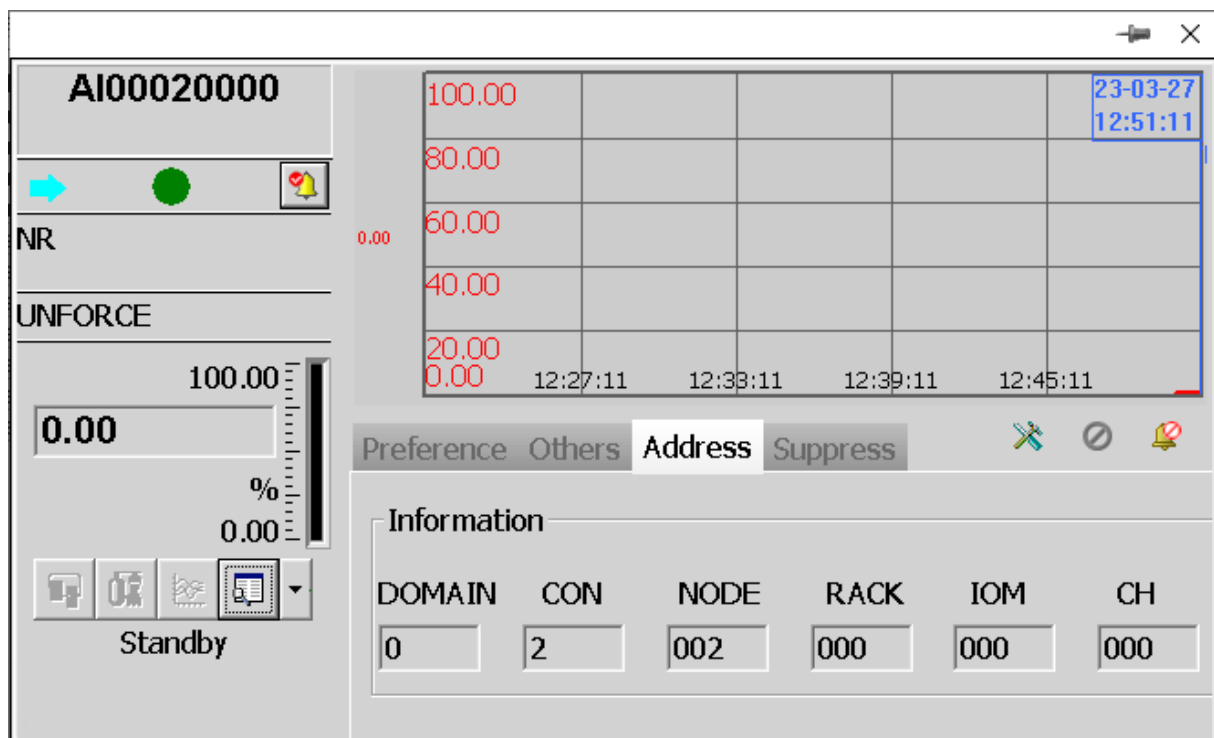 AI00020000
NR
UNFORCE
100.00
0.00
%
0.00
Standby
23-03-27
12:51:11
100.00
80.00
60.00
0.00
40.00
20.00
0.00
12:27:11 12:33:11 12:39:11 12:45:11
Preference Others Address Suppress
Information
DOMAIN CON NODE RACK IOM CH
0 2 002 000 000 000